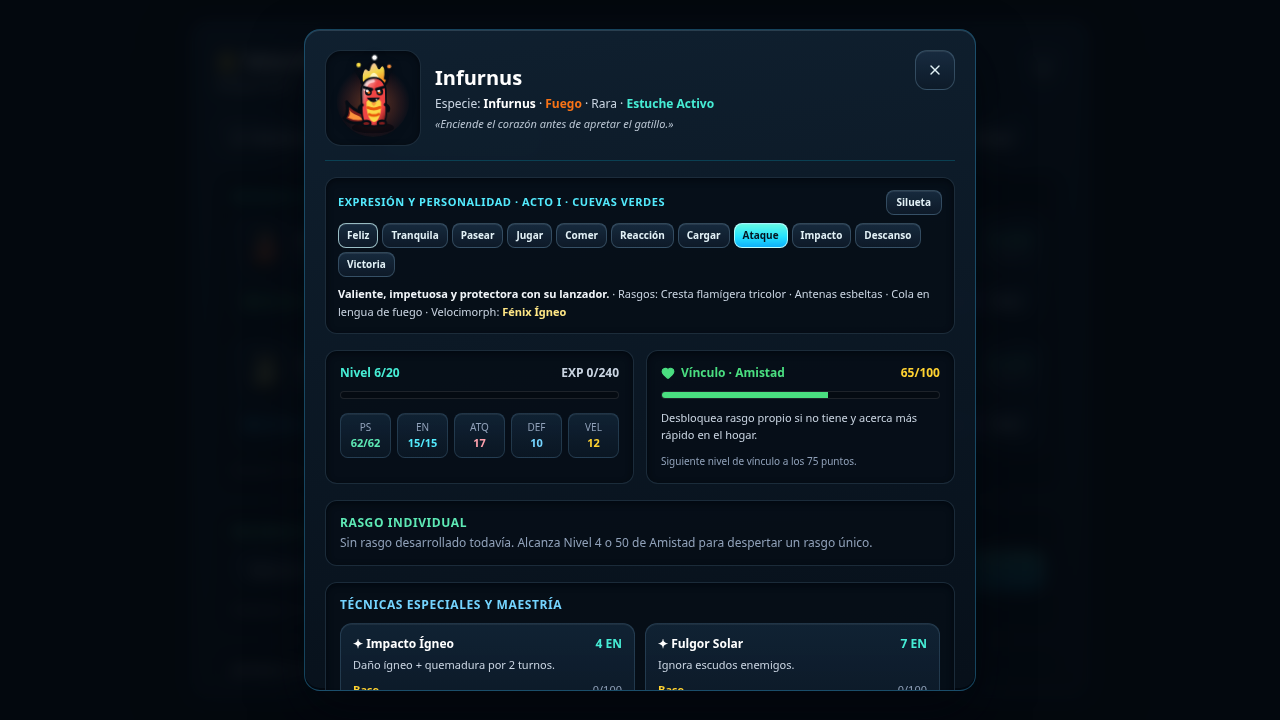 Infurnus
Especie: Infurnus · Fuego · Rara · Estuche Activo
«Enciende el corazón antes de apretar el gatillo.»
EXPRESIÓN Y PERSONALIDAD · ACTO I · CUEVAS VERDES
Silueta
Feliz Tranquila Pasear Jugar Comer Reacción Cargar Ataque Impacto Descanso
Victoria
Valiente, impetuosa y protectora con su lanzador. · Rasgos: Cresta flamígera tricolor · Antenas esbeltas · Cola en
lengua de fuego · Velocimorph: Fénix Ígneo
Nivel 6/20 EXP 0/240
PS EN ATQ DEF VEL
62/62 15/15 17 10 12
Vínculo · Amistad 65/100
Desbloquea rasgo propio si no tiene y acerca más
rápido en el hogar.
Siguiente nivel de vínculo a los 75 puntos.
RASGO INDIVIDUAL
Sin rasgo desarrollado todavía. Alcanza Nivel 4 o 50 de Amistad para despertar un rasgo único.
TÉCNICAS ESPECIALES Y MAESTRÍA
✦ Impacto Ígneo 4 EN
Daño ígneo + quemadura por 2 turnos.
Base 0/100
✦ Fulgor Solar 7 EN
Ignora escudos enemigos.
Base 0/100